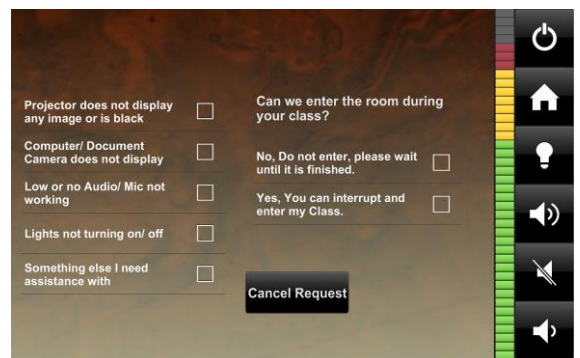 Projector does not display
any image or is black
Computer/ Document
Camera does not display
Low or no Audio/ Mic not
working
Lights not turning on/ off
Something else I need
assistance with
Can we enter the room during
your class?
No, Do not enter, please wait
until it is finished.
Yes, You can interrupt and
enter my Class.
Cancel Request